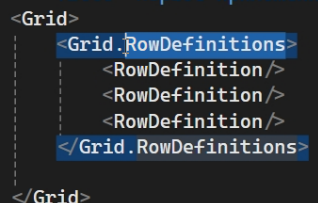 <Grid>
<Grid.RowDefinitions>
<RowDefinition/>
<RowDefinition/>
<RowDefinition/>
</Grid.RowDefinitions>
</Grid>